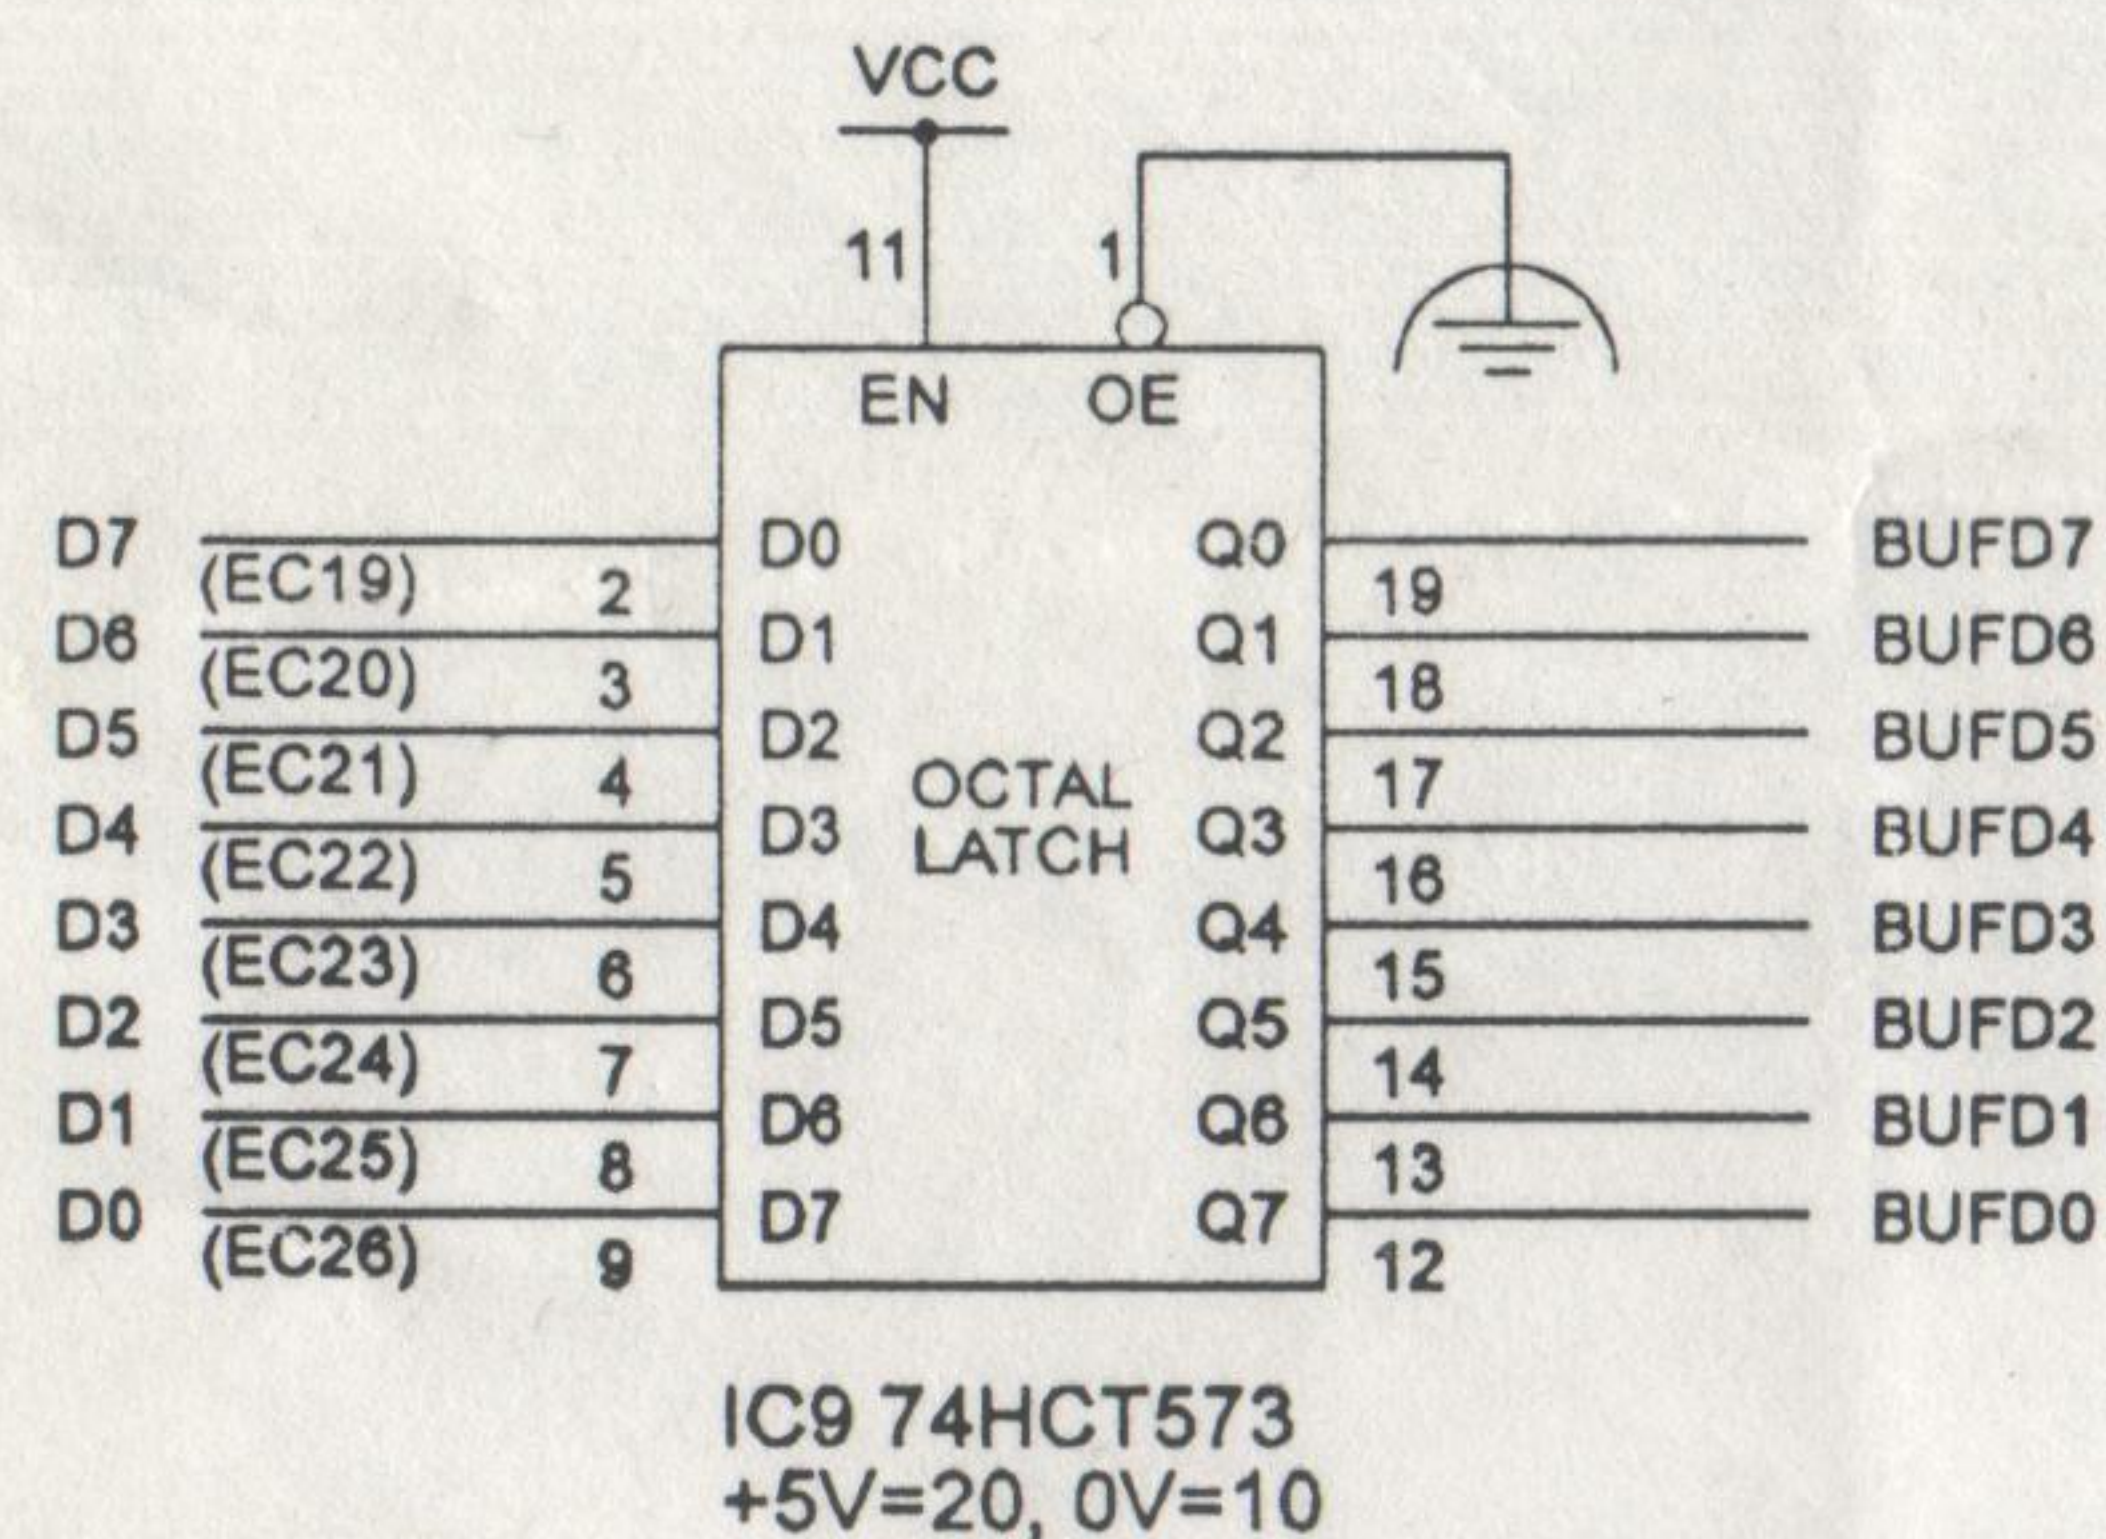 VCC
11 1
EN OE
D7 D0 Q0 BUFD7
(EC19) 2 19
D6 D1 Q1 BUFD6
(EC20) 3 18
D5 D2 Q2 BUFD5
(EC21) 4 17
OCTAL
D4 D3 Q3 BUFD4
LATCH
(EC22) 5 16
D3 D4 Q4 BUFD3
(EC23) 6 15
D2 D5 Q5 BUFD2
(EC24) 7 14
D1 D6 Q6 BUFD1
(EC25) 8 13
D0 D7 Q7 BUFD0
(EC26) 9 12
IC9 74HCT573
+5V=20, 0V=10